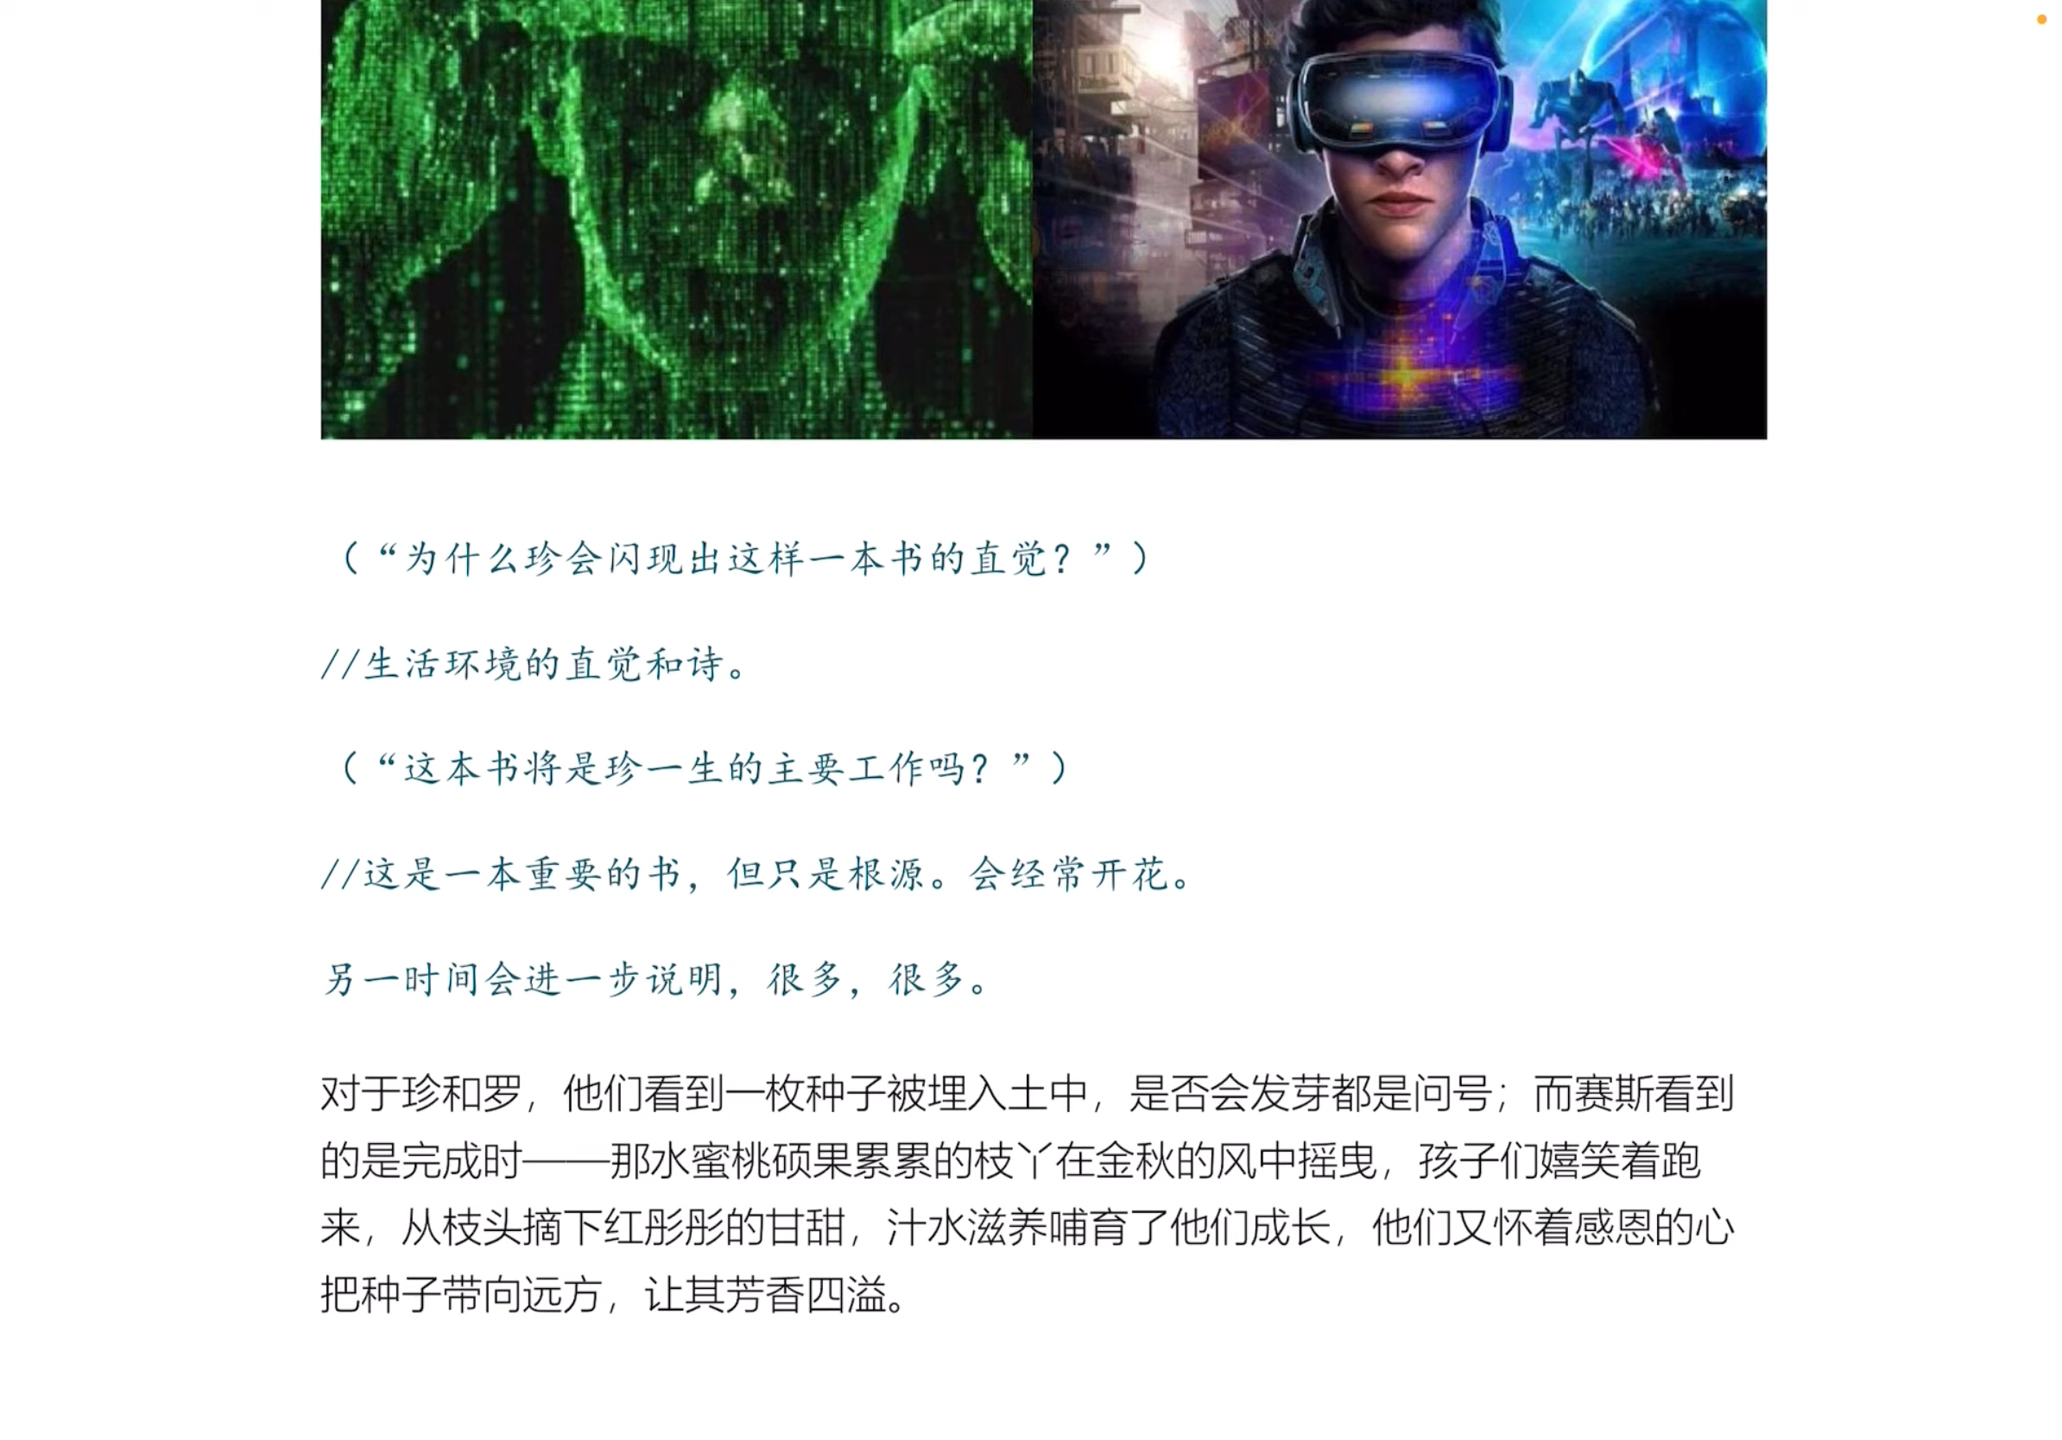 （“为什么珍会闪现出这样一本书的直觉？”）
//生活环境的直觉和诗。
（“这本书将是珍一生的主要工作吗？”）
//这是一本重要的书，但只是根源。会经常开花。
另一时间会进一步说明，很多，很多。
对于珍和罗，他们看到一枚种子被埋入土中，是否会发芽都是问号；而赛斯看到
的是完成时——那水蜜桃硕果累累的枝丫在金秋的风中摇曳，孩子们嬉笑着跑
来，从枝头摘下红彤彤的甘甜，汁水滋养哺育了他们成长，他们又怀着感恩的心
把种子带向远方，让其芳香四溢。